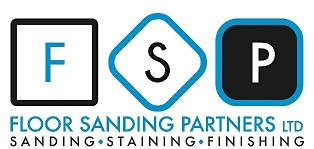 F S P
FLOOR SANDING PARTNERS LTD
SANDING•STAINING•FINISHING